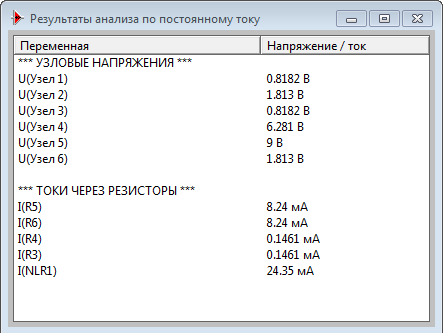 Результаты анализа по постоянному току
Переменная Напряжение / ток
*** УЗЛОВЫЕ НАПРЯЖЕНИЯ ***
U(Узел 1) 0.8182 В
U(Узел 2) 1.813 В
U(Узел 3) 0.8182 В
U(Узел 4) 6.281 В
U(Узел 5) 9 В
U(Узел 6) 1.813 В
*** ТОКИ ЧЕРЕЗ РЕЗИСТОРЫ ***
I(R5) 8.24 мА
I(R6) 8.24 мА
I(R4) 0.1461 мА
I(R3) 0.1461 мА
I(NLR1) 24.35 мА